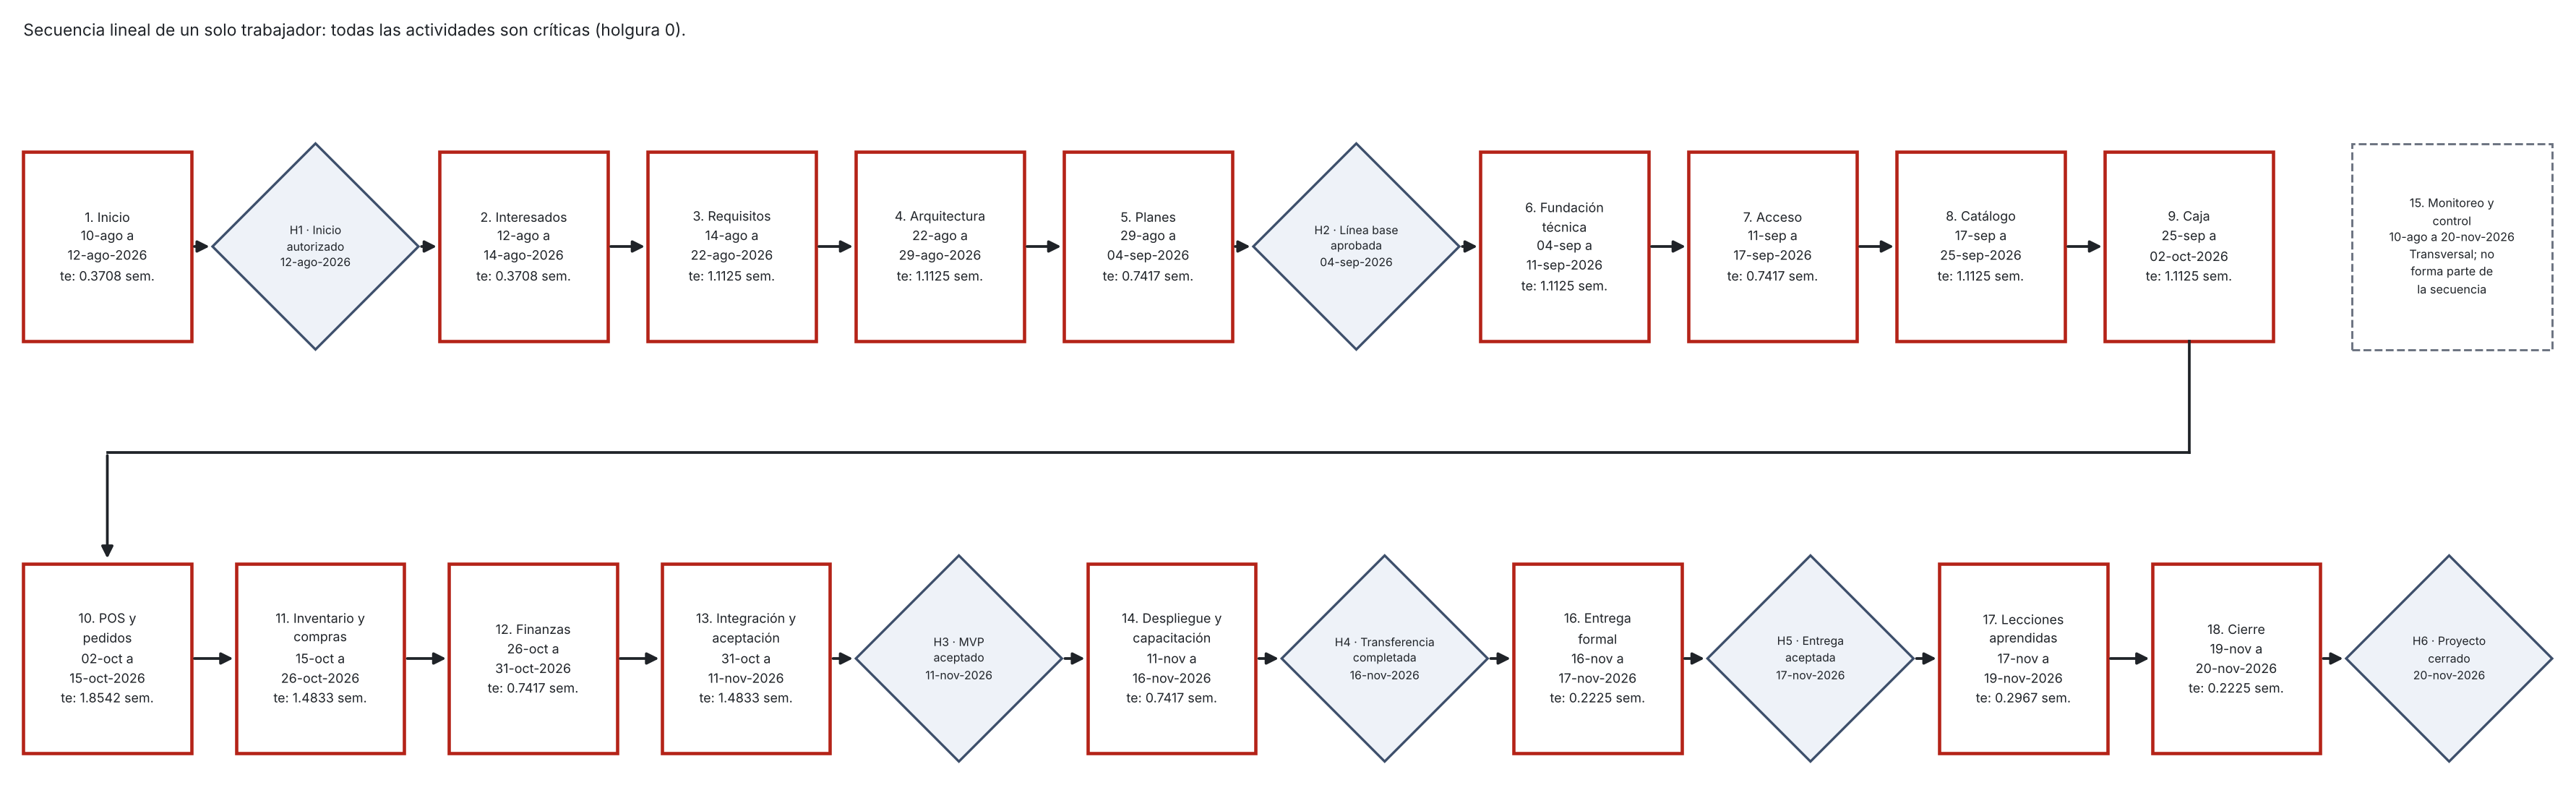 Secuencia lineal de un solo trabajador: todas las actividades son críticas (holgura 0).
1. Inicio
10-ago a
12-ago-2026
te: 0.3708 sem.
H1 · Inicio
autorizado
12-ago-2026
2. Interesados
12-ago a
14-ago-2026
te: 0.3708 sem.
3. Requisitos
14-ago a
22-ago-2026
te: 1.1125 sem.
4. Arquitectura
22-ago a
29-ago-2026
te: 1.1125 sem.
5. Planes
29-ago a
04-sep-2026
te: 0.7417 sem.
H2 · Línea base
aprobada
04-sep-2026
6. Fundación
técnica
04-sep a
11-sep-2026
te: 1.1125 sem.
7. Acceso
11-sep a
17-sep-2026
te: 0.7417 sem.
8. Catálogo
17-sep a
25-sep-2026
te: 1.1125 sem.
9. Caja
25-sep a
02-oct-2026
te: 1.1125 sem.
15. Monitoreo y
control
10-ago a 20-nov-2026
Transversal; no
forma parte de
la secuencia
10. POS y
pedidos
02-oct a
15-oct-2026
te: 1.8542 sem.
11. Inventario y
compras
15-oct a
26-oct-2026
te: 1.4833 sem.
12. Finanzas
26-oct a
31-oct-2026
te: 0.7417 sem.
13. Integración y
aceptación
31-oct a
11-nov-2026
te: 1.4833 sem.
H3 · MVP
aceptado
11-nov-2026
14. Despliegue y
capacitación
11-nov a
16-nov-2026
te: 0.7417 sem.
H4 · Transferencia
completada
16-nov-2026
16. Entrega
formal
16-nov a
17-nov-2026
te: 0.2225 sem.
H5 · Entrega
aceptada
17-nov-2026
17. Lecciones
aprendidas
17-nov a
19-nov-2026
te: 0.2967 sem.
18. Cierre
19-nov a
20-nov-2026
te: 0.2225 sem.
H6 · Proyecto
cerrado
20-nov-2026